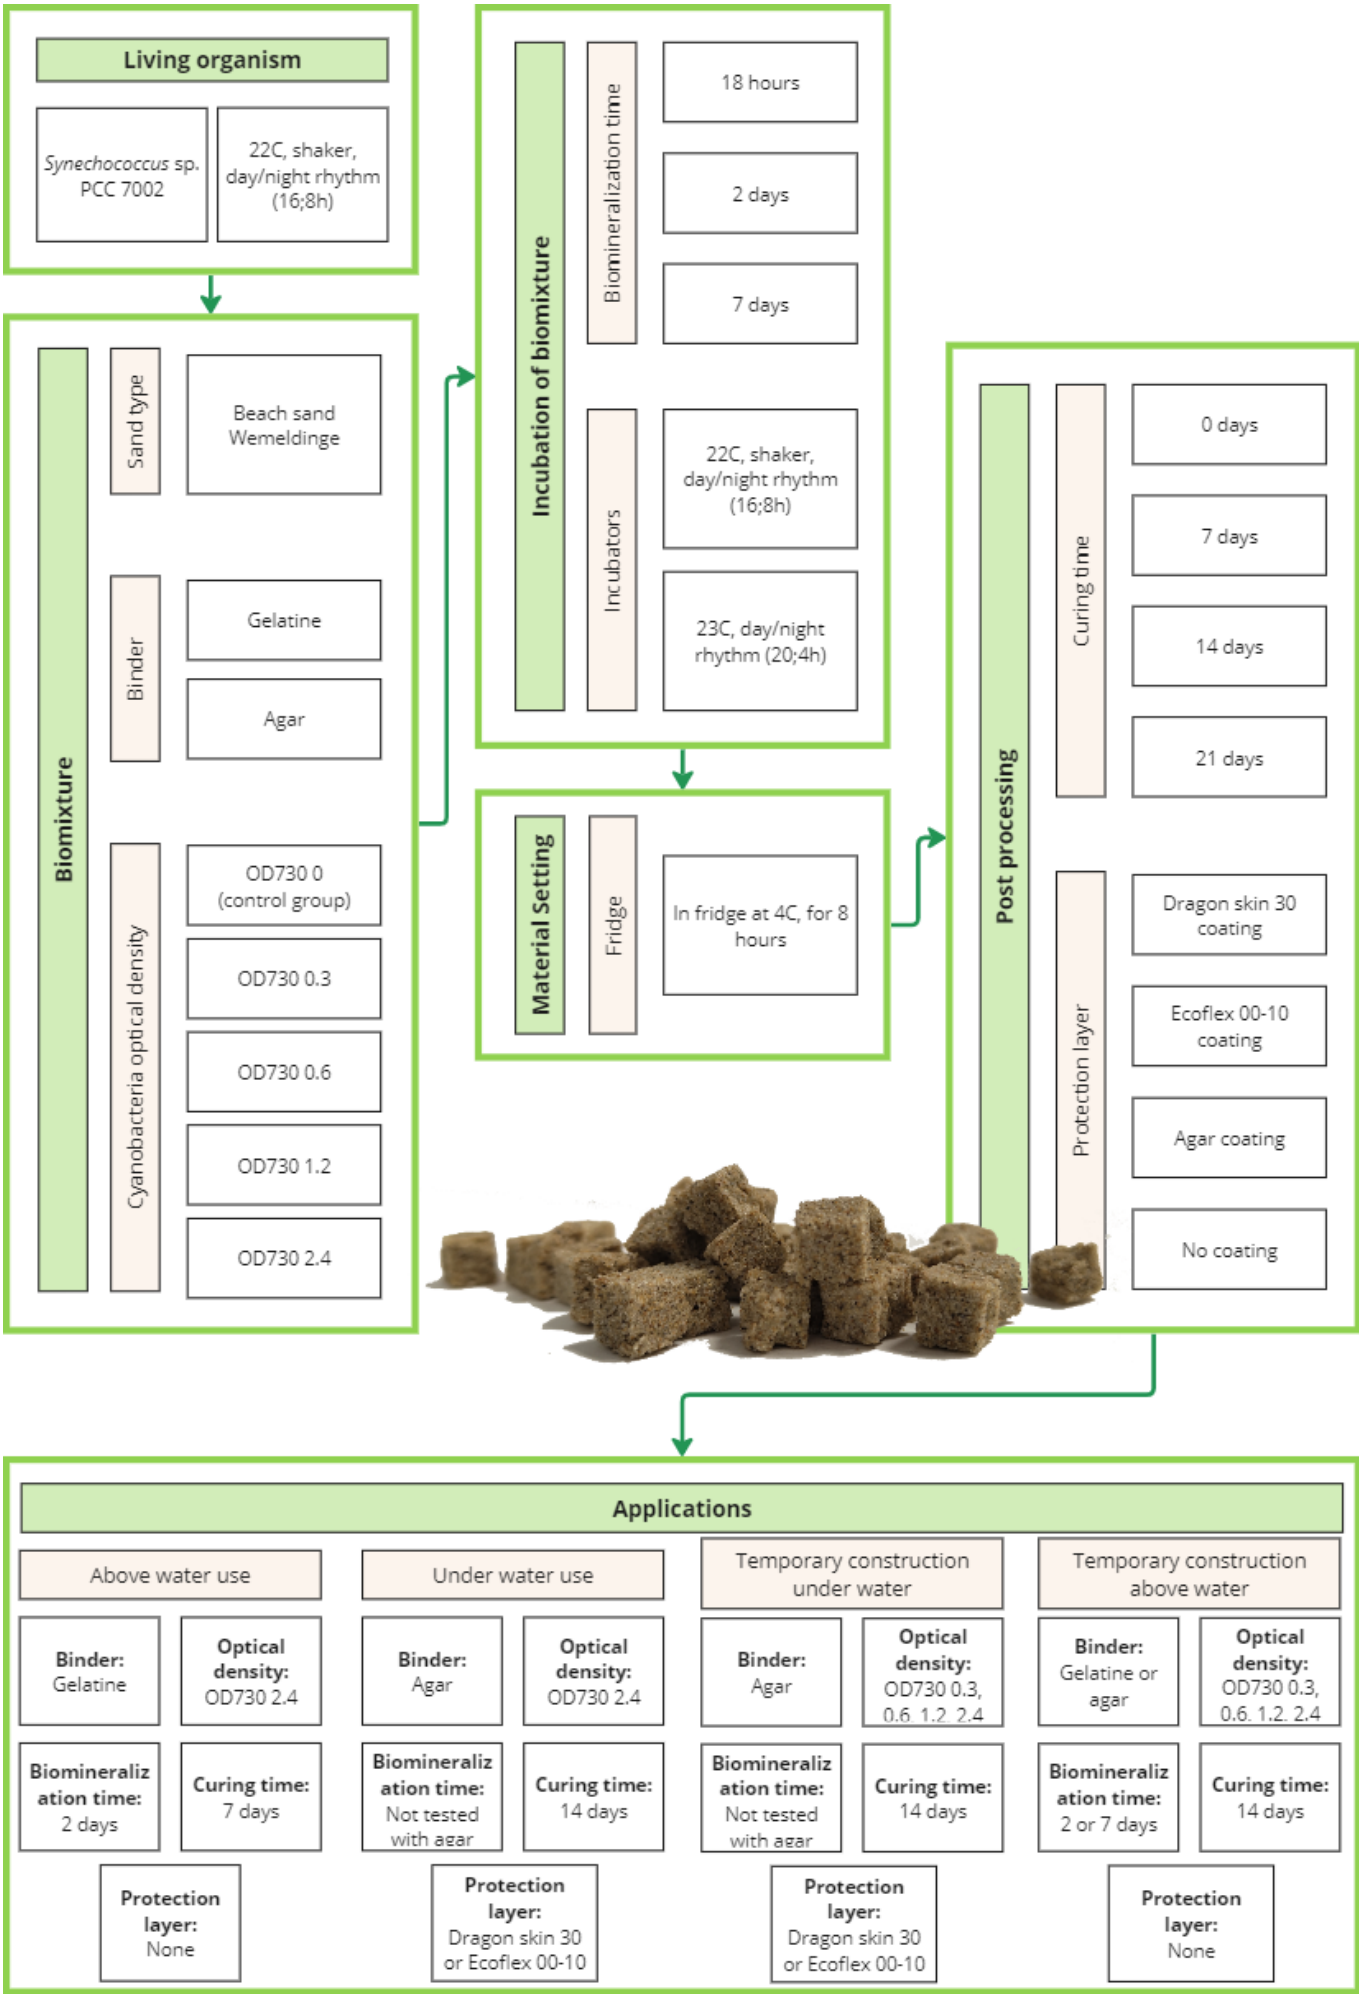 Living organism
Synechococcus sp.
PCC 7002
22C, shaker,
day/night rhythm
(16;8h)
Biomixture
Sand type
Beach sand
Wemeldinge
Binder
Gelatine
Agar
Cyanobacteria optical density
OD730 0
(control group)
OD730 0.3
OD730 0.6
OD730 1.2
OD730 2.4
Incubation of biomixture
Biomineralization time
18 hours
2 days
7 days
Incubators
22C, shaker,
day/night rhythm
(16;8h)
23C, day/night
rhythm (20;4h)
Material Setting
Fridge
In fridge at 4C, for 8
hours
Post processing
Curing time
0 days
7 days
14 days
21 days
Protection layer
Dragon skin 30
coating
Ecoflex 00-10
coating
Agar coating
No coating
Applications
Above water use
Binder:
Gelatine
Optical
density:
OD730 2.4
Biomineraliz
ation time:
2 days
Curing time:
7 days
Protection
layer:
None
Under water use
Binder:
Agar
Optical
density:
OD730 2.4
Biomineraliz
ation time:
Not tested
with agar
Curing time:
14 days
Protection
layer:
Dragon skin 30
or Ecoflex 00-10
Temporary construction
under water
Binder:
Agar
Optical
density:
OD730 0.3,
0.6, 1.2, 2.4
Biomineraliz
ation time:
Not tested
with agar
Curing time:
14 days
Protection
layer:
Dragon skin 30
or Ecoflex 00-10
Temporary construction
above water
Binder:
Gelatine or
agar
Optical
density:
OD730 0.3,
0.6, 1.2, 2.4
Biomineraliz
ation time:
2 or 7 days
Curing time:
14 days
Protection
layer:
None